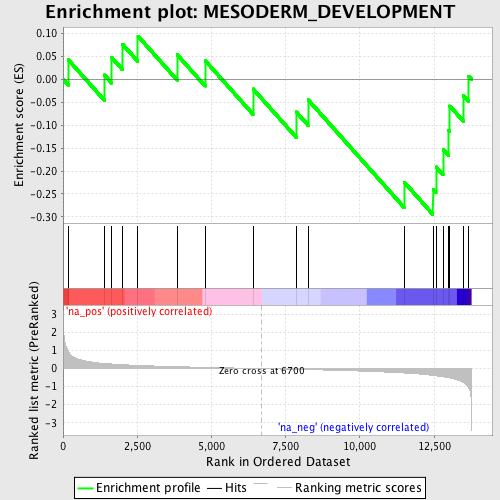 Enrichment plot: MESODERM_DEVELOPMENT
Enrichment score (ES)
0.10
0.05
0.00
-0.05
-0.10
-0.15
-0.20
-0.25
-0.30
'na_pos' (positively correlated)
Ranked list metric (PreRanked)
3
2
1
0
-1
-2
-3
Zero cross at 6700
'na_neg' (negatively correlated)
0
2,500
5,000
7,500
10,000
12,500
Rank in Ordered Dataset
Enrichment profile
Hits
Ranking metric scores